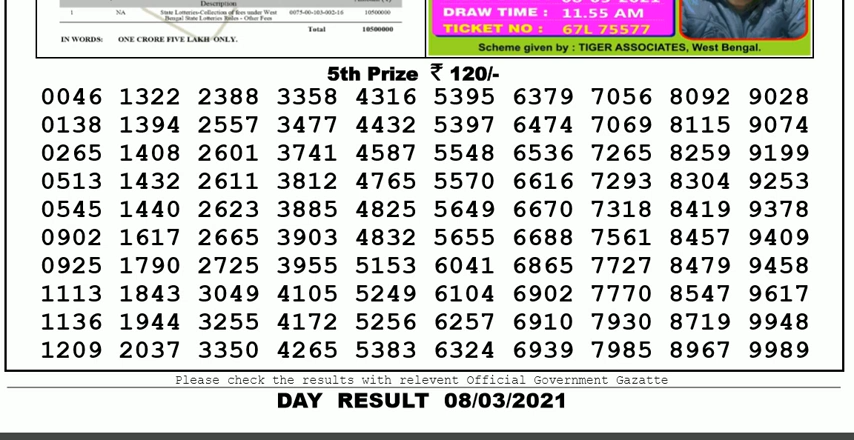 Description
1 NA State Lotteries-Collection of fees under West 0075-00-103-002-16 10500000
Bengal State Lotteries Rules - Other Fees
Total 10500000
IN WORDS: ONE CRORE FIVE LAKH ONLY.
DRAW TIME : 11.55 AM
TICKET NO : 67L 75577
Scheme given by : TIGER ASSOCIATES, West Bengal.
5th Prize ₹ 120/-
0046 1322 2388 3358 4316 5395 6379 7056 8092 9028
0138 1394 2557 3477 4432 5397 6474 7069 8115 9074
0265 1408 2601 3741 4587 5548 6536 7265 8259 9199
0513 1432 2611 3812 4765 5570 6616 7293 8304 9253
0545 1440 2623 3885 4825 5649 6670 7318 8419 9378
0902 1617 2665 3903 4832 5655 6688 7561 8457 9409
0925 1790 2725 3955 5153 6041 6865 7727 8479 9458
1113 1843 3049 4105 5249 6104 6902 7770 8547 9617
1136 1944 3255 4172 5256 6257 6910 7930 8719 9948
1209 2037 3350 4265 5383 6324 6939 7985 8967 9989
Please check the results with relevent Official Government Gazatte
DAY RESULT 08/03/2021